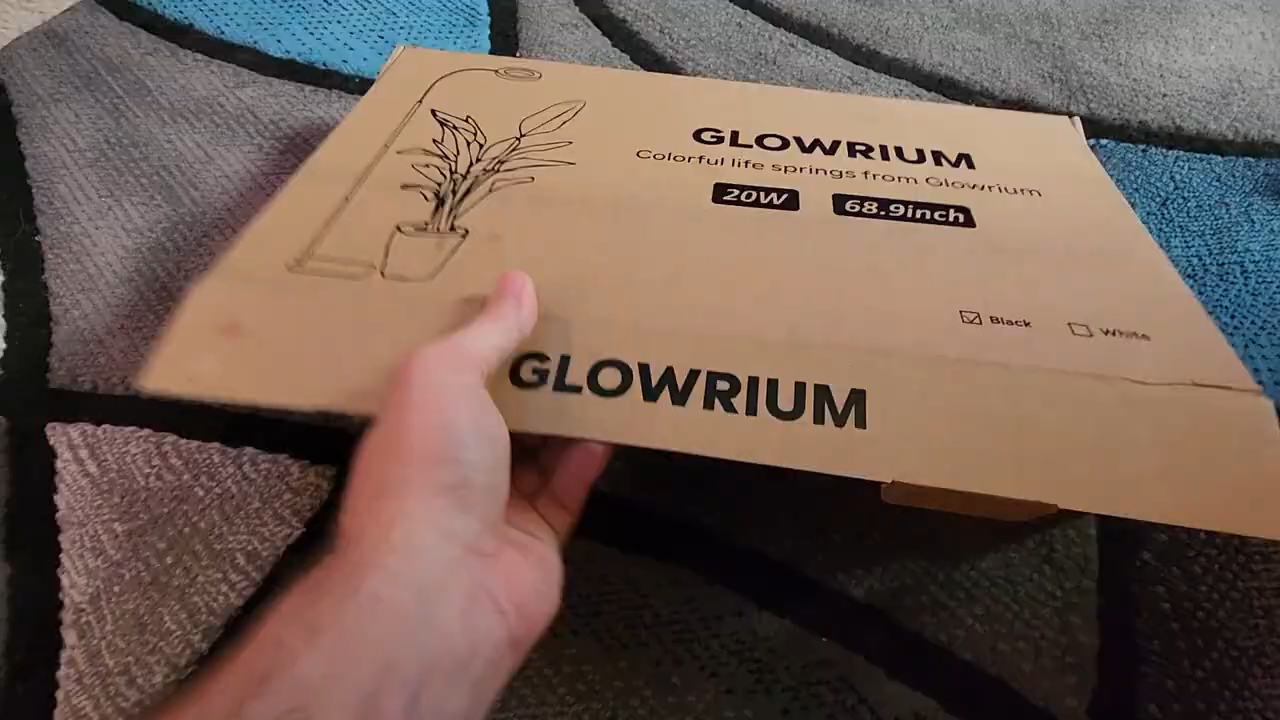 GLOWRIUM
Colorful life springs from Glowrium
20W 68.9inch
Black White
GLOWRIUM